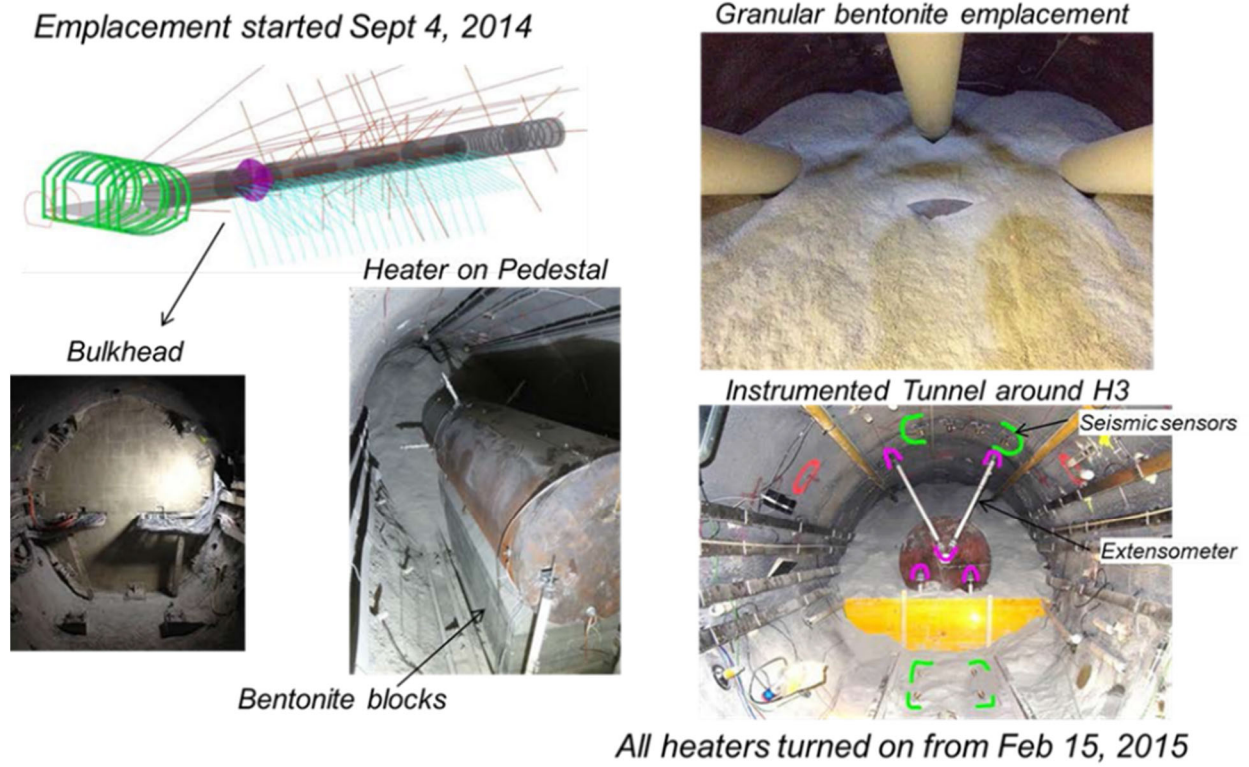 Emplacement started Sept 4, 2014
Granular bentonite emplacement
Heater on Pedestal
Bulkhead
Instrumented Tunnel around H3
Seismic sensors
Extensometer
Bentonite blocks
All heaters turned on from Feb 15, 2015